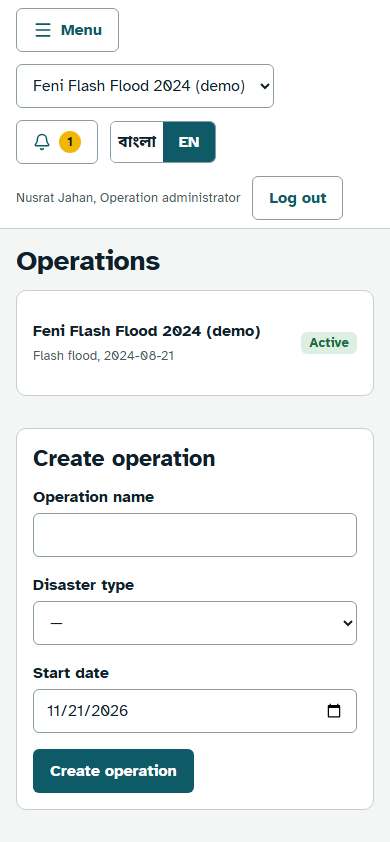 Menu
Feni Flash Flood 2024 (demo)
1
বাংলা EN
Nusrat Jahan, Operation administrator Log out
Operations
Feni Flash Flood 2024 (demo)
Active
Flash flood, 2024-08-21
Create operation
Operation name
Disaster type
—
Start date
11/21/2026
Create operation